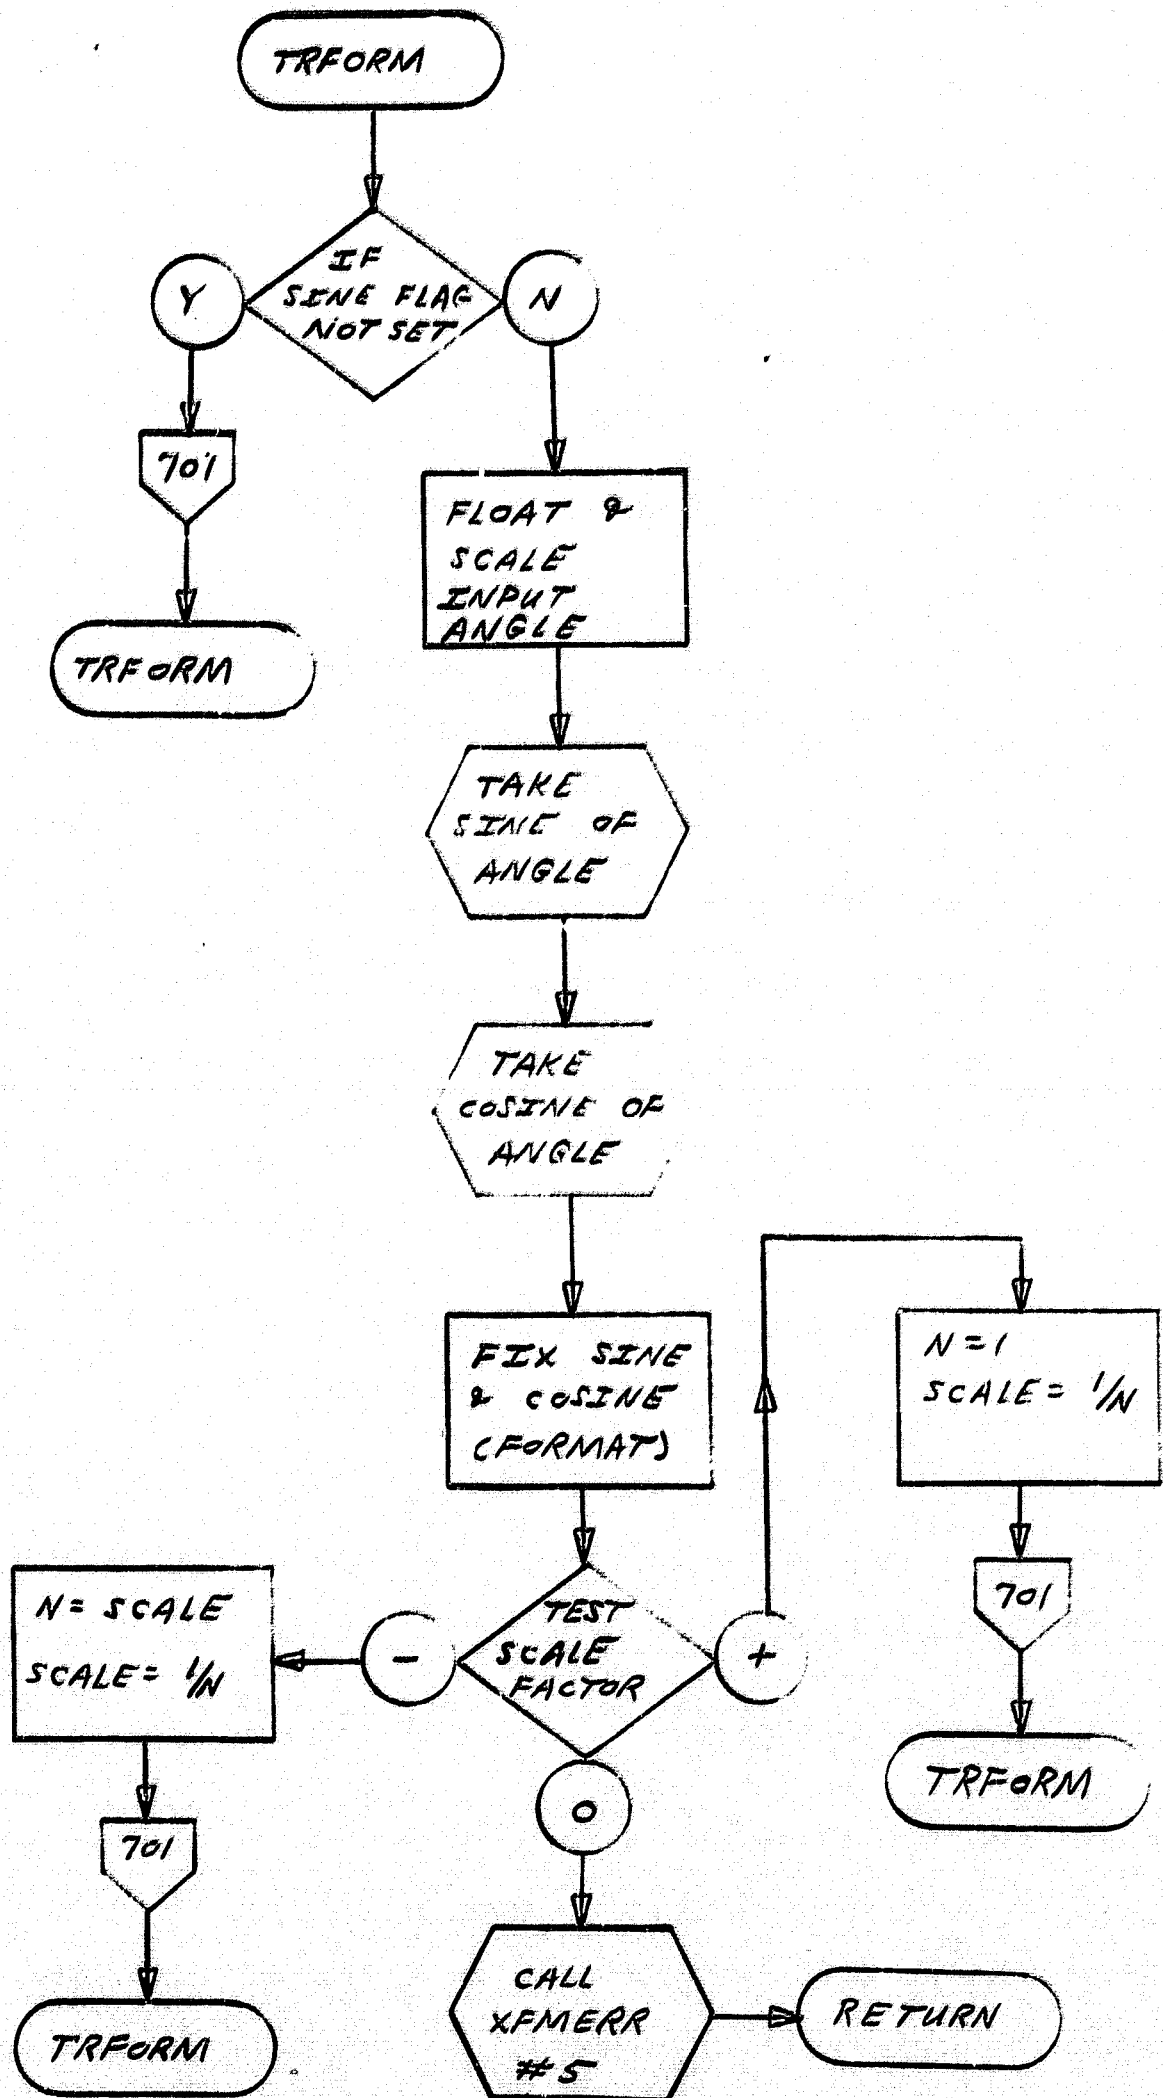 TRFORM
IF
SINE FLAG
NOT SET
Y
N
701
TRFORM
FLOAT &
SCALE
INPUT
ANGLE
TAKE
SINE OF
ANGLE
TAKE
COSINE OF
ANGLE
FIX SINE
& COSINE
(FORMAT)
N = 1
SCALE = 1/N
701
TRFORM
TEST
SCALE
FACTOR
-
+
O
N = SCALE
SCALE = 1/N
701
TRFORM
CALL
XFMERR
#5
RETURN